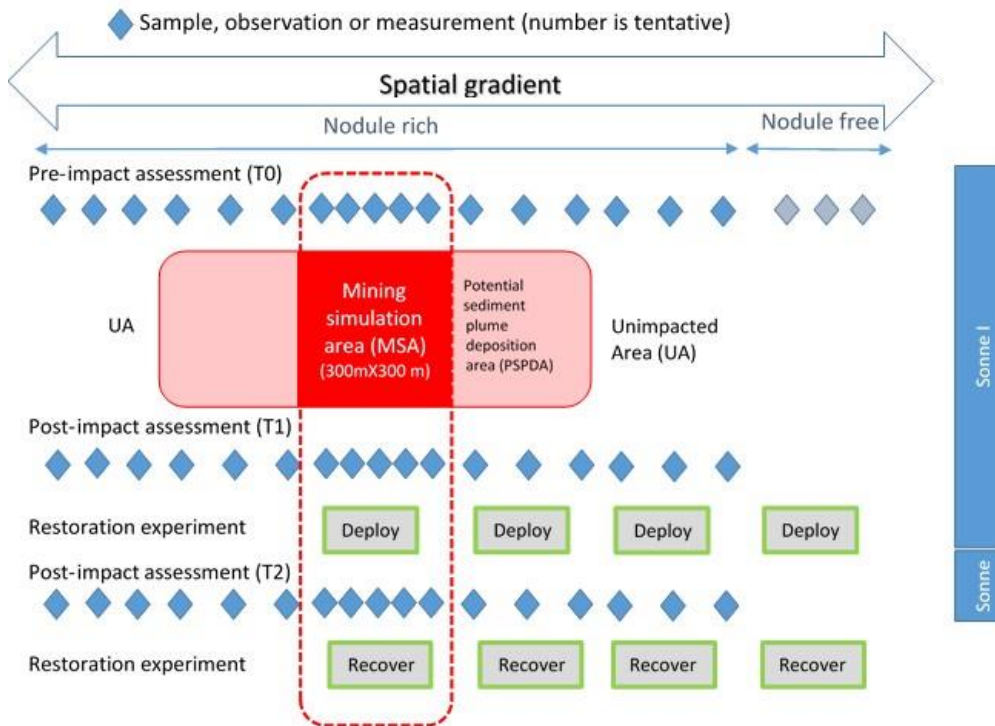 Sample, observation or measurement (number is tentative)
Spatial gradient
Nodule rich
Nodule free
Pre-impact assessment (T0)
UA
Mining
simulation
area (MSA)
(300mX300 m)
Potential
sediment
plume
deposition
area (PSPDA)
Unimpacted
Area (UA)
Post-impact assessment (T1)
Restoration experiment
Deploy
Deploy
Deploy
Deploy
Post-impact assessment (T2)
Restoration experiment
Recover
Recover
Recover
Recover
Sonne I
Sonne